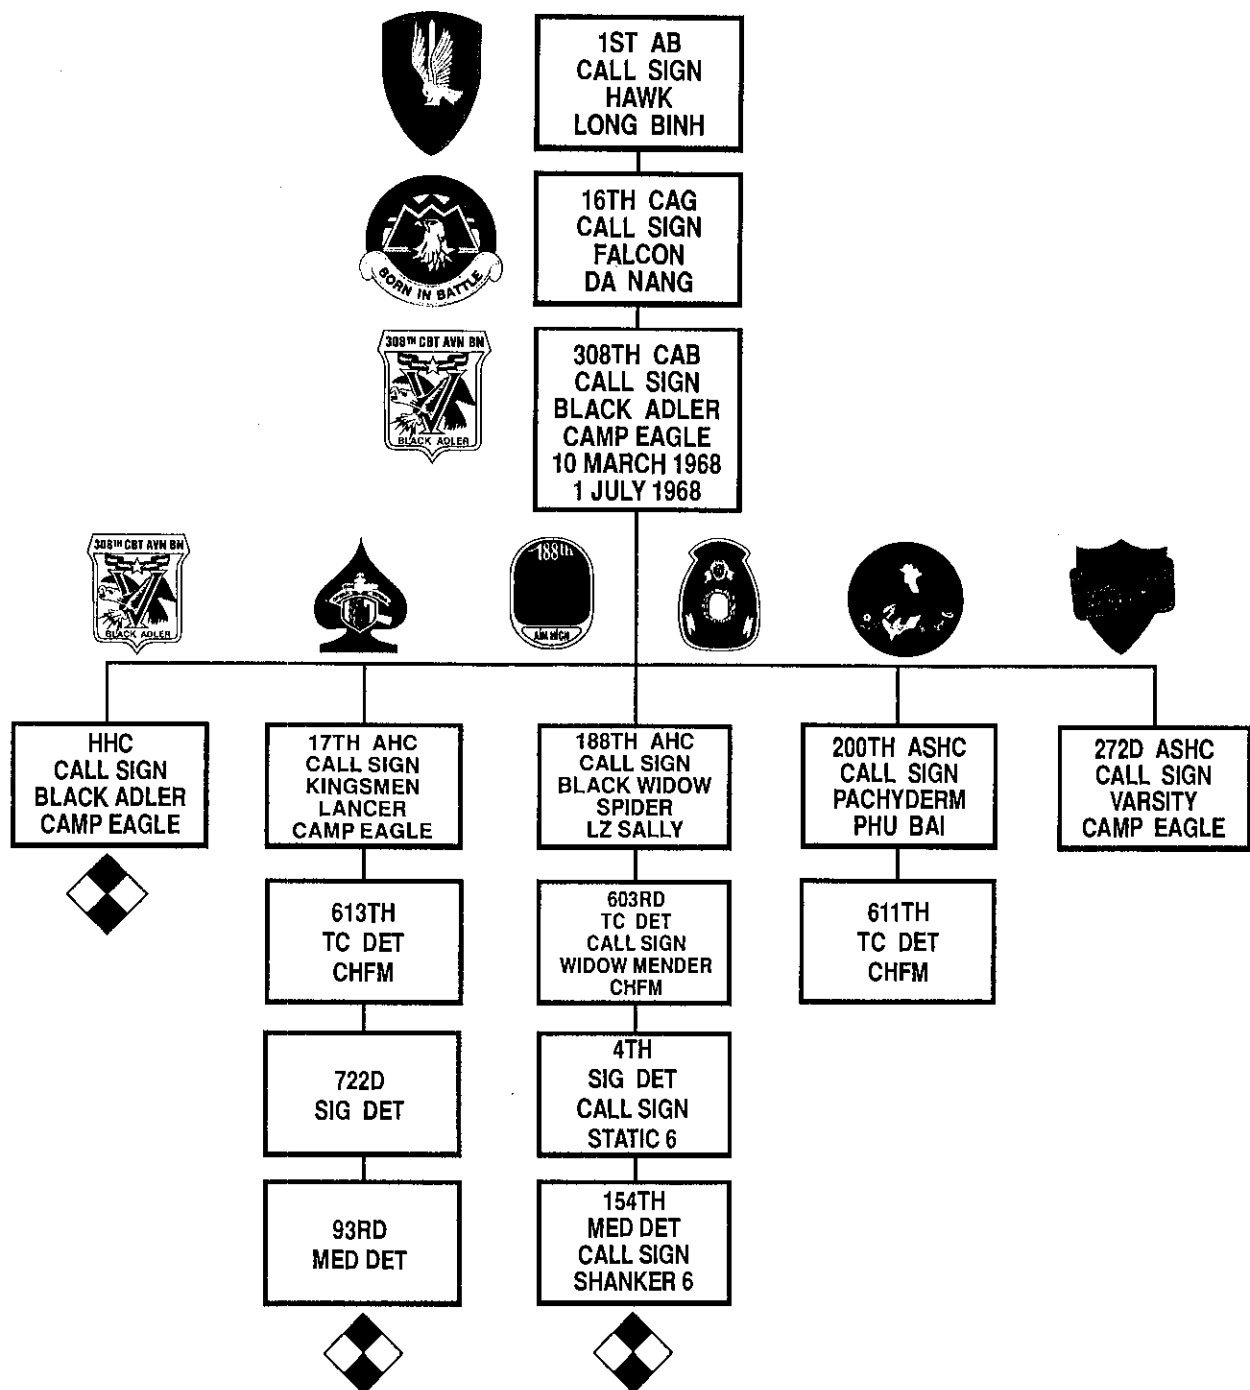 1ST AB
CALL SIGN
HAWK
LONG BINH
16TH CAG
CALL SIGN
FALCON
DA NANG
BORN IN BATTLE
308TH CBT AVN BN
BLACK ADLER
308TH CAB
CALL SIGN
BLACK ADLER
CAMP EAGLE
10 MARCH 1968
1 JULY 1968
308TH CBT AVN BN
BLACK ADLER
188th
AIM HIGH
HHC
CALL SIGN
BLACK ADLER
CAMP EAGLE
17TH AHC
CALL SIGN
KINGSMEN
LANCER
CAMP EAGLE
188TH AHC
CALL SIGN
BLACK WIDOW
SPIDER
LZ SALLY
200TH ASHC
CALL SIGN
PACHYDERM
PHU BAI
272D ASHC
CALL SIGN
VARSITY
CAMP EAGLE
613TH
TC DET
CHFM
603RD
TC DET
CALL SIGN
WIDOW MENDER
CHFM
611TH
TC DET
CHFM
722D
SIG DET
4TH
SIG DET
CALL SIGN
STATIC 6
93RD
MED DET
154TH
MED DET
CALL SIGN
SHANKER 6